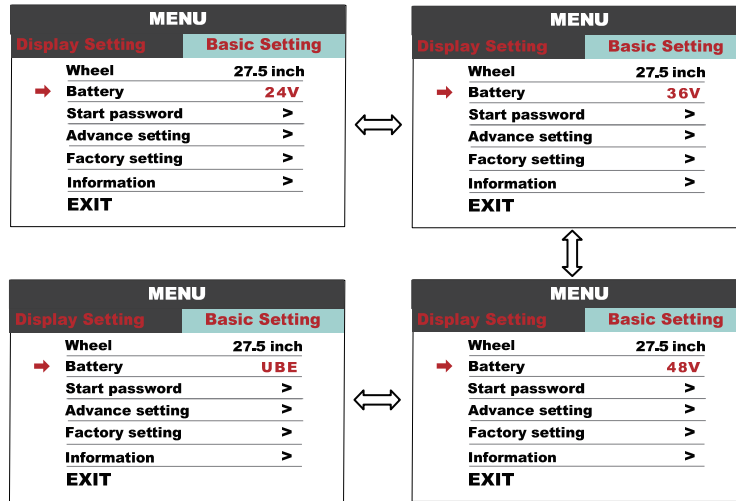 MENU
Display Setting Basic Setting
Wheel 27.5 inch
Battery 24V
Start password >
Advance setting >
Factory setting >
Information >
EXIT
MENU
Display Setting Basic Setting
Wheel 27.5 inch
Battery 36V
Start password >
Advance setting >
Factory setting >
Information >
EXIT
MENU
Display Setting Basic Setting
Wheel 27.5 inch
Battery UBE
Start password >
Advance setting >
Factory setting >
Information >
EXIT
MENU
Display Setting Basic Setting
Wheel 27.5 inch
Battery 48V
Start password >
Advance setting >
Factory setting >
Information >
EXIT